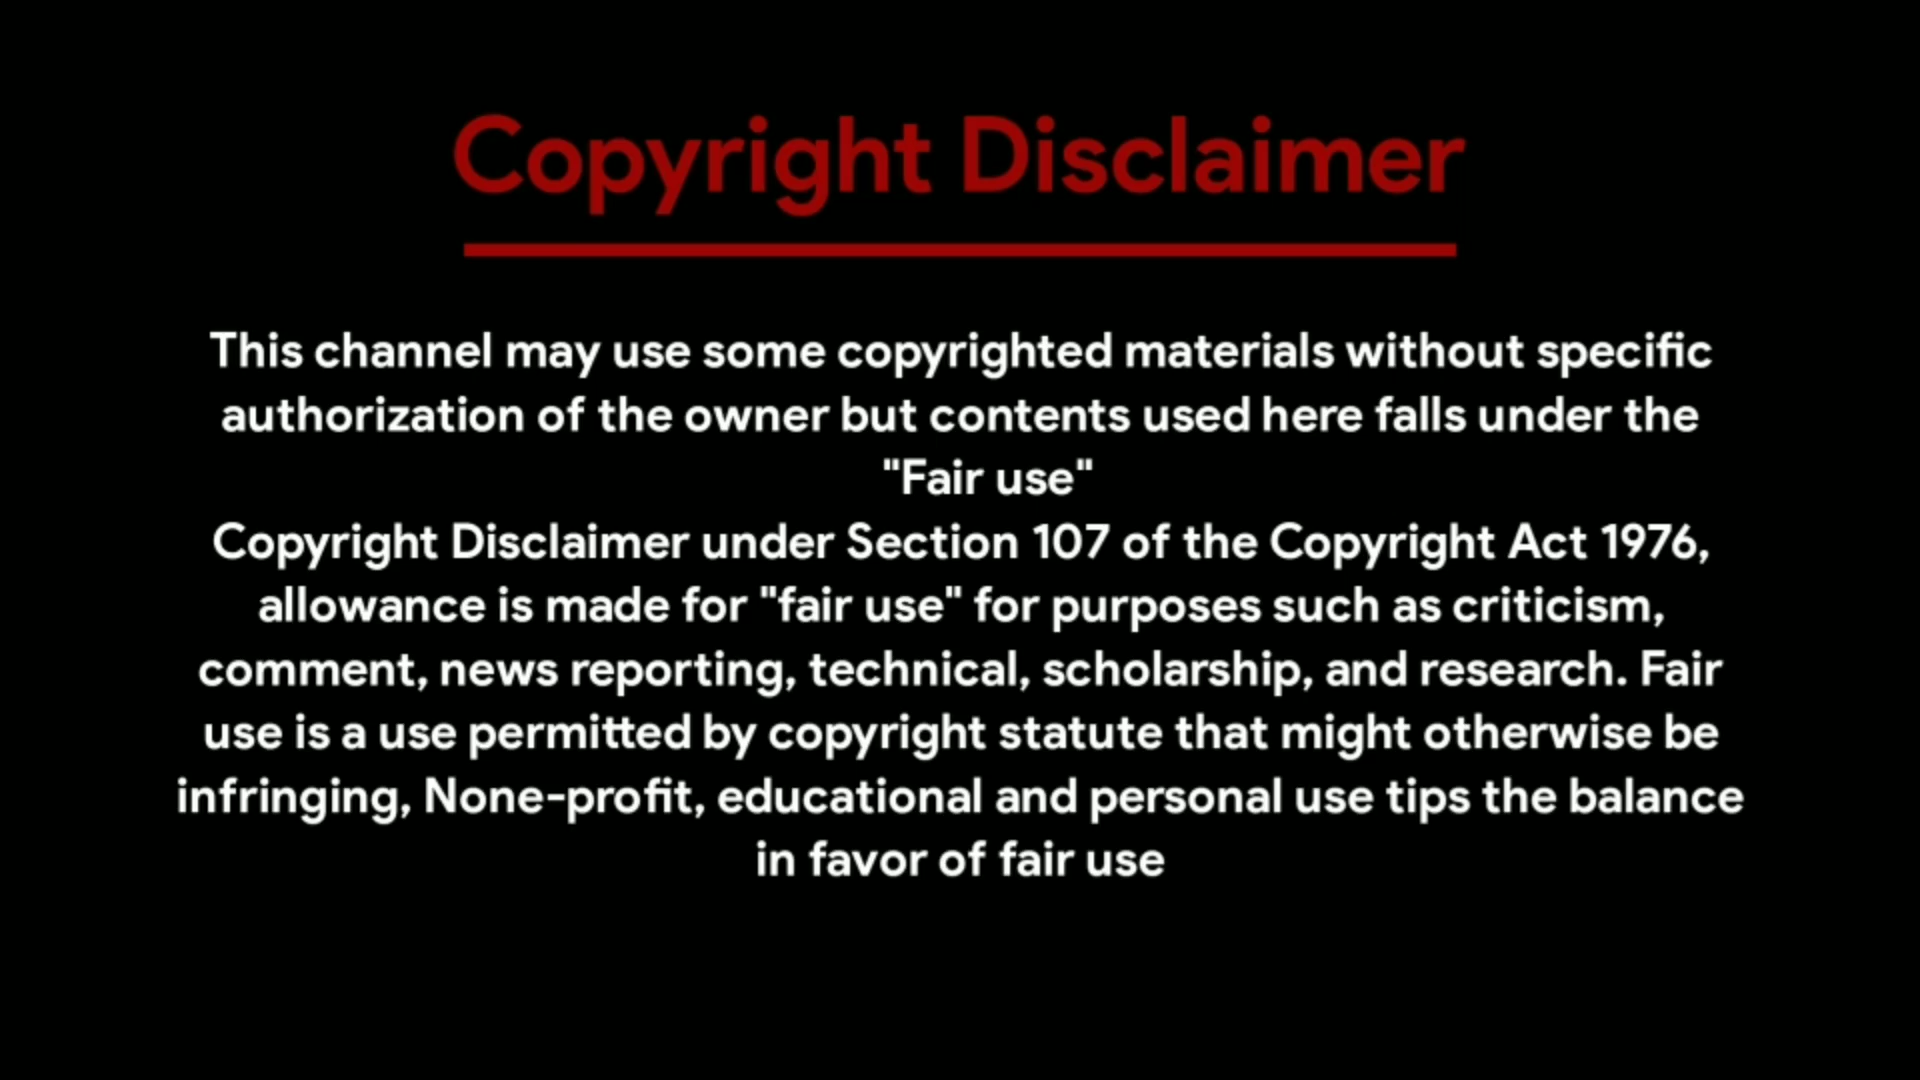 Copyright Disclaimer
This channel may use some copyrighted materials without specific
authorization of the owner but contents used here falls under the
"Fair use"
Copyright Disclaimer under Section 107 of the Copyright Act 1976,
allowance is made for "fair use" for purposes such as criticism,
comment, news reporting, technical, scholarship, and research. Fair
use is a use permitted by copyright statute that might otherwise be
infringing, None-profit, educational and personal use tips the balance
in favor of fair use